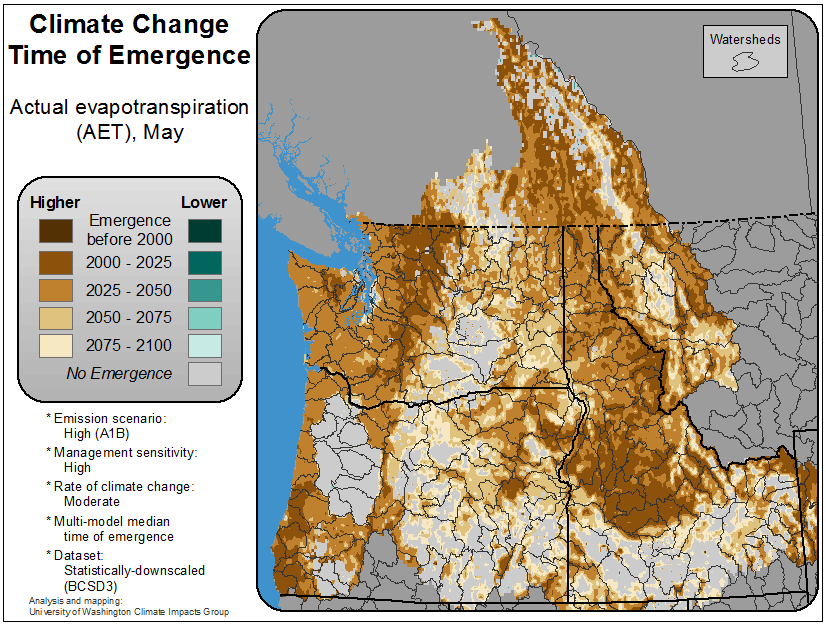 Climate Change
Time of Emergence
Actual evapotranspiration
(AET), May
Higher
Lower
Emergence
before 2000
2000 - 2025
2025 - 2050
2050 - 2075
2075 - 2100
No Emergence
* Emission scenario:
High (A1B)
* Management sensitivity:
High
* Rate of climate change:
Moderate
* Multi-model median
time of emergence
* Dataset:
Statistically-downscaled
(BCSD3)
Analysis and mapping:
University of Washington Climate Impacts Group
Watersheds